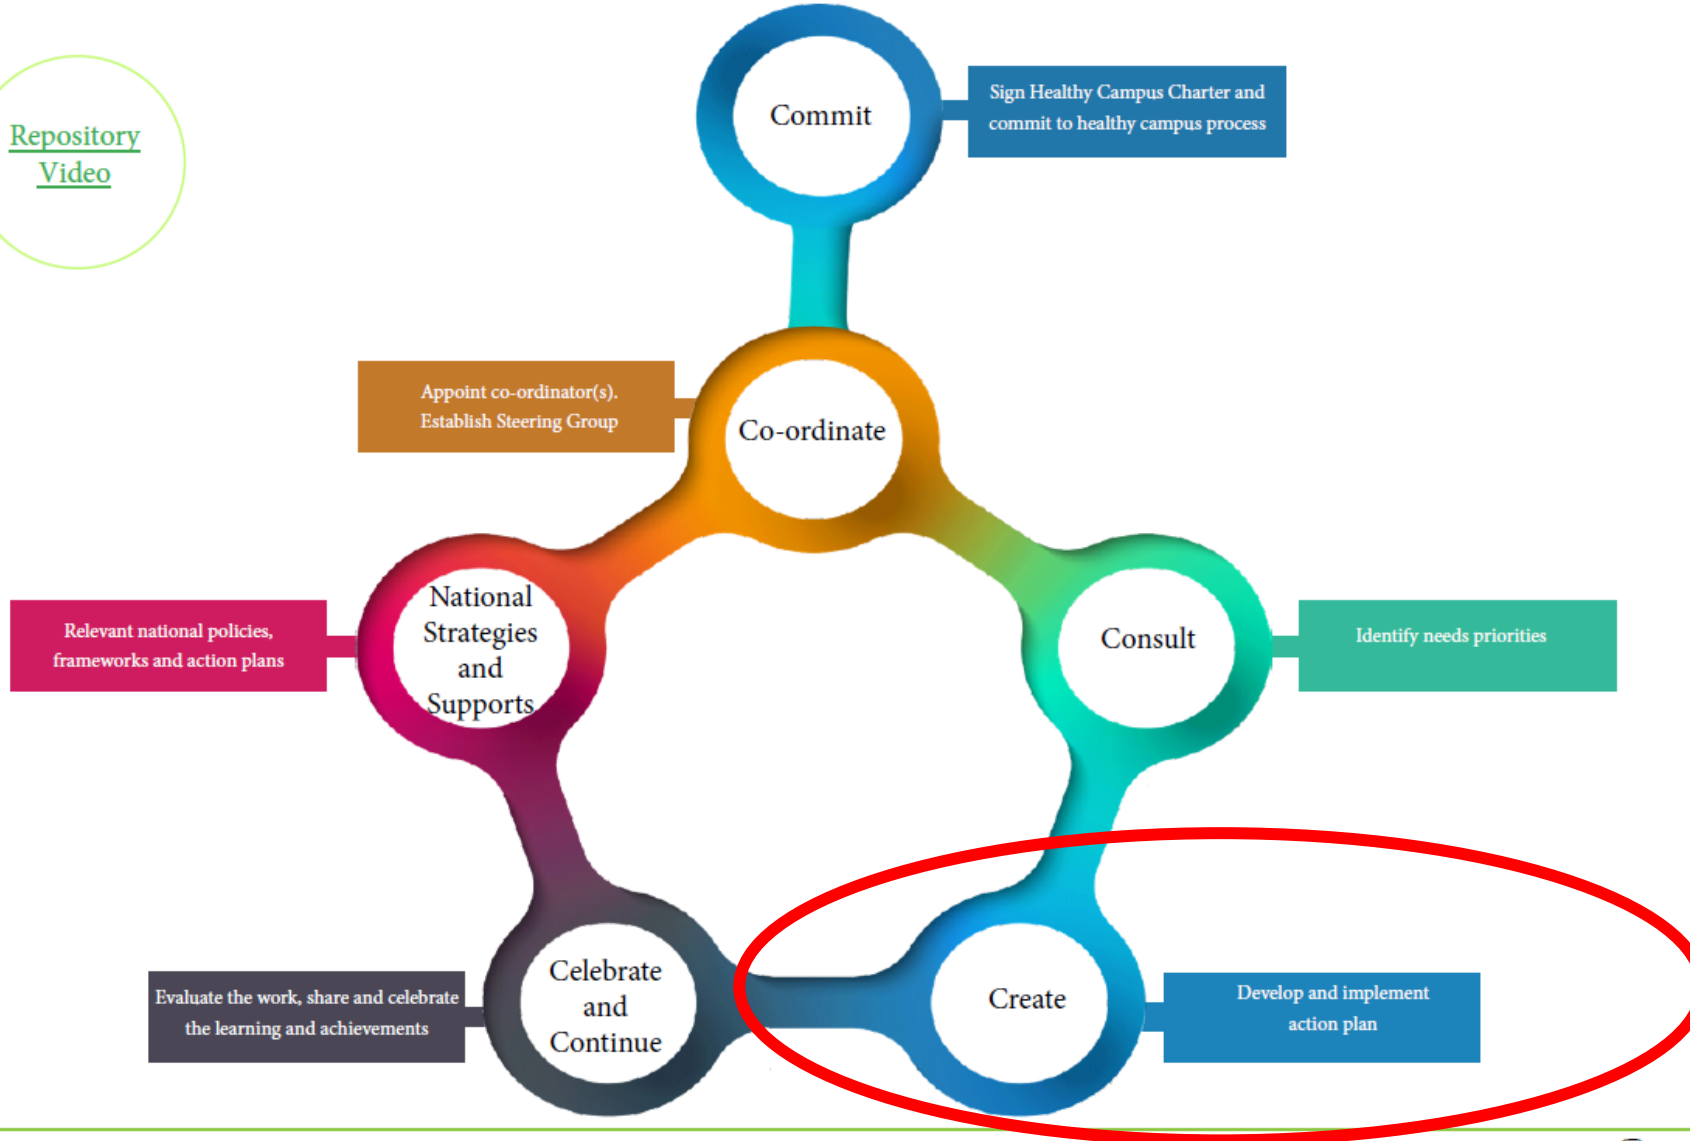 Repository
Video
Commit
Sign Healthy Campus Charter and
commit to healthy campus process
Appoint co-ordinator(s).
Establish Steering Group
Co-ordinate
National
Strategies
and
Supports
Relevant national policies,
frameworks and action plans
Consult
Identify needs priorities
Celebrate
and
Continue
Evaluate the work, share and celebrate
the learning and achievements
Create
Develop and implement
action plan